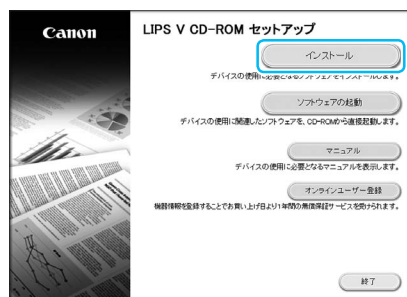 Canon
LIPS V CD-ROM セットアップ
インストール
デバイスの使用に必要となるソフトウェアをインストールします。
ソフトウェアの起動
デバイスの使用に関連したソフトウェアを、CD-ROMから直接起動します。
マニュアル
デバイスの使用に必要となるマニュアルを表示します。
オンラインユーザー登録
機器情報を登録することでお買い上げ日より1年間の無償保証サービスを受けられます。
終了